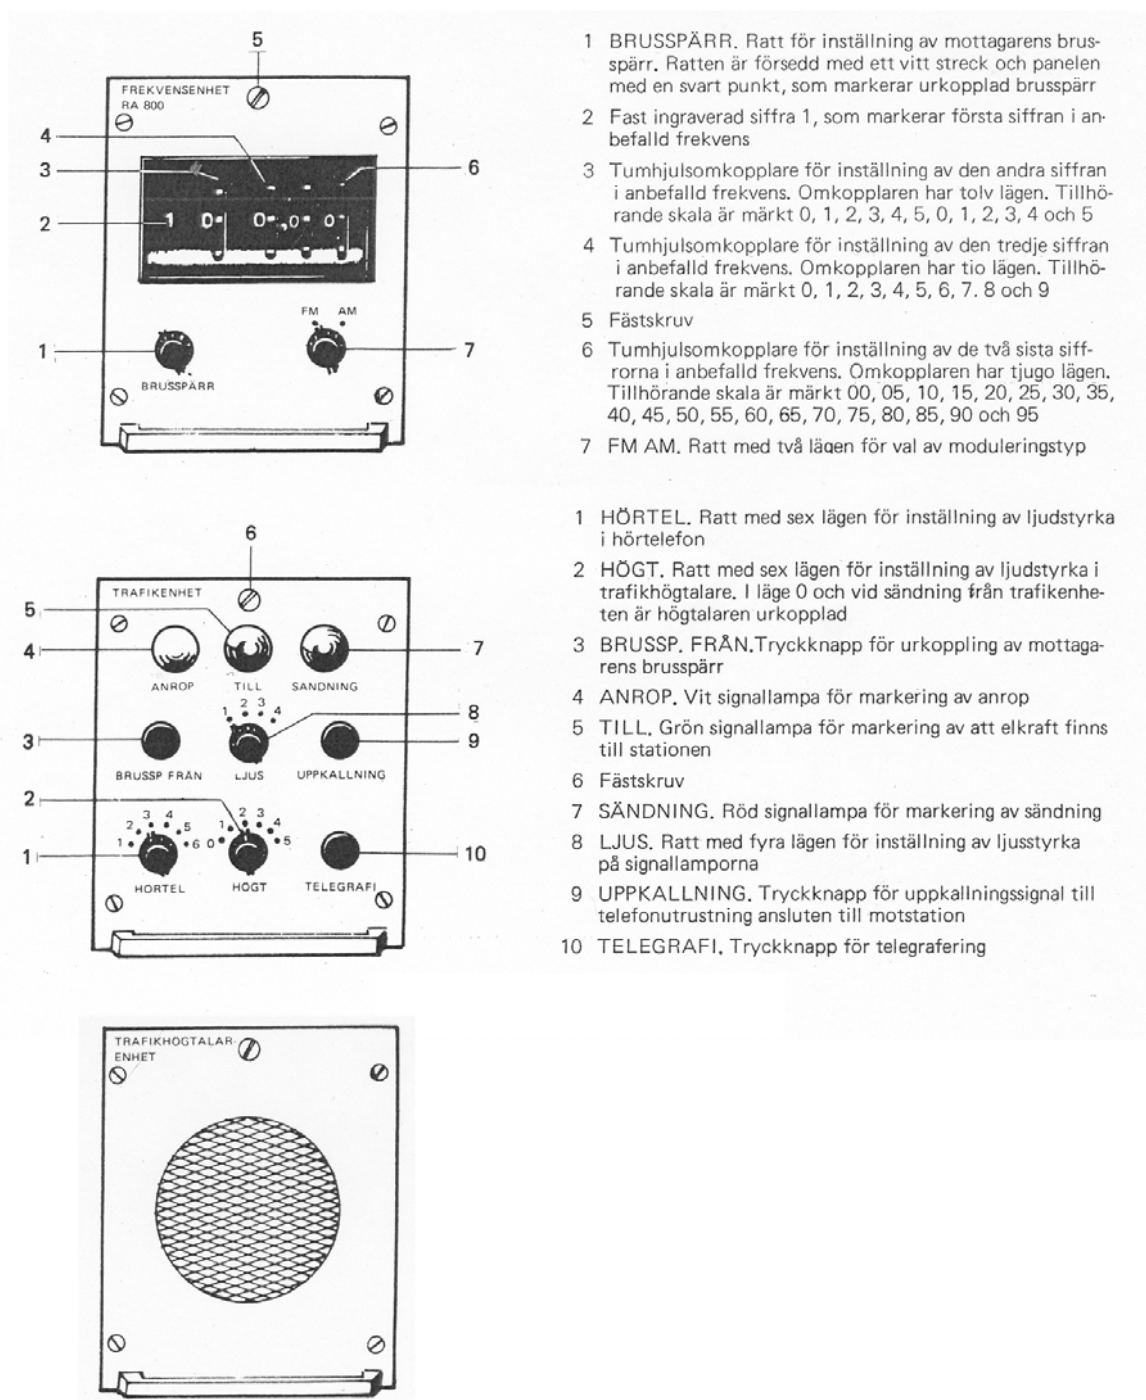 5
FREKVENSENHET
RA 800
4
3
6
2
1 0 0 , 0 0
FM AM
1
7
BRUSSPÄRR
1 BRUSSPÄRR. Ratt för inställning av mottagarens brus-
spärr. Ratten är försedd med ett vitt streck och panelen
med en svart punkt, som markerar urkopplad brusspärr
2 Fast ingraverad siffra 1, som markerar första siffran i an-
befalld frekvens
3 Tumhjulsomkopplare för inställning av den andra siffran
i anbefalld frekvens. Omkopplaren har tolv lägen. Tillhö-
rande skala är märkt 0, 1, 2, 3, 4, 5, 0, 1, 2, 3, 4 och 5
4 Tumhjulsomkopplare för inställning av den tredje siffran
i anbefalld frekvens. Omkopplaren har tio lägen. Tillhö-
rande skala är märkt 0, 1, 2, 3, 4, 5, 6, 7. 8 och 9
5 Fästskruv
6 Tumhjulsomkopplare för inställning av de två sista siff-
rorna i anbefalld frekvens. Omkopplaren har tjugo lägen.
Tillhörande skala är märkt 00, 05, 10, 15, 20, 25, 30, 35,
40, 45, 50, 55, 60, 65, 70, 75, 80, 85, 90 och 95
7 FM AM. Ratt med två lägen för val av moduleringstyp
6
TRAFIKENHET
5
4
7
ANROP TILL SANDNING
1 2 3 4
8
3
9
BRUSSP FRÅN LJUS UPPKALLNING
2
1 2 3 4 5 6
0 1 2 3 4 5
1
10
HORTEL HÖGT TELEGRAFI
1 HÖRTEL. Ratt med sex lägen för inställning av ljudstyrka
i hörtelefon
2 HÖGT. Ratt med sex lägen för inställning av ljudstyrka i
trafikhögtalare. I läge 0 och vid sändning från trafikenhe-
ten är högtalaren urkopplad
3 BRUSSP. FRÅN.Tryckknapp för urkoppling av mottaga-
rens brusspärr
4 ANROP. Vit signallampa för markering av anrop
5 TILL. Grön signallampa för markering av att elkraft finns
till stationen
6 Fästskruv
7 SÄNDNING. Röd signallampa för markering av sändning
8 LJUS. Ratt med fyra lägen för inställning av ljusstyrka
på signallamporna
9 UPPKALLNING. Tryckknapp för uppkallningssignal till
telefonutrustning ansluten till motstation
10 TELEGRAFI. Tryckknapp för telegrafering
TRAFIKHOGTALAR-
ENHET